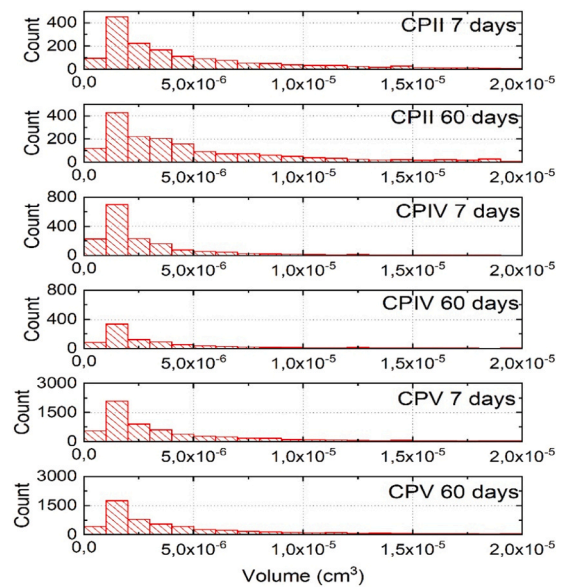 CPII 7 days
Count
400
200
0
0,0 5,0x10⁻⁶ 1,0x10⁻⁵ 1,5x10⁻⁵ 2,0x10⁻⁵
CPII 60 days
Count
400
200
0
0,0 5,0x10⁻⁶ 1,0x10⁻⁵ 1,5x10⁻⁵ 2,0x10⁻⁵
CPIV 7 days
Count
800
400
0
0,0 5,0x10⁻⁶ 1,0x10⁻⁵ 1,5x10⁻⁵ 2,0x10⁻⁵
CPIV 60 days
Count
800
400
0
0,0 5,0x10⁻⁶ 1,0x10⁻⁵ 1,5x10⁻⁵ 2,0x10⁻⁵
CPV 7 days
Count
3000
1500
0
0,0 5,0x10⁻⁶ 1,0x10⁻⁵ 1,5x10⁻⁵ 2,0x10⁻⁵
CPV 60 days
Count
3000
1500
0
0,0 5,0x10⁻⁶ 1,0x10⁻⁵ 1,5x10⁻⁵ 2,0x10⁻⁵
Volume (cm³)